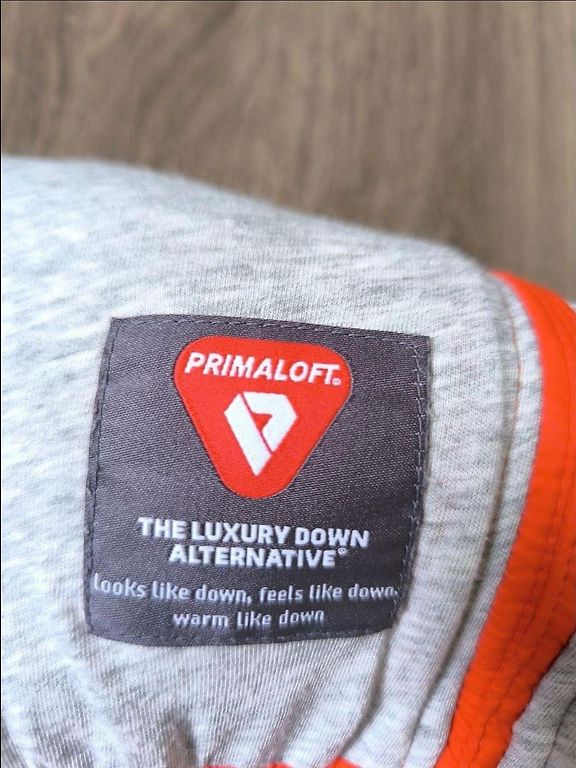 PRIMALOFT®
THE LUXURY DOWN
ALTERNATIVE®
looks like down, feels like down,
warm like down